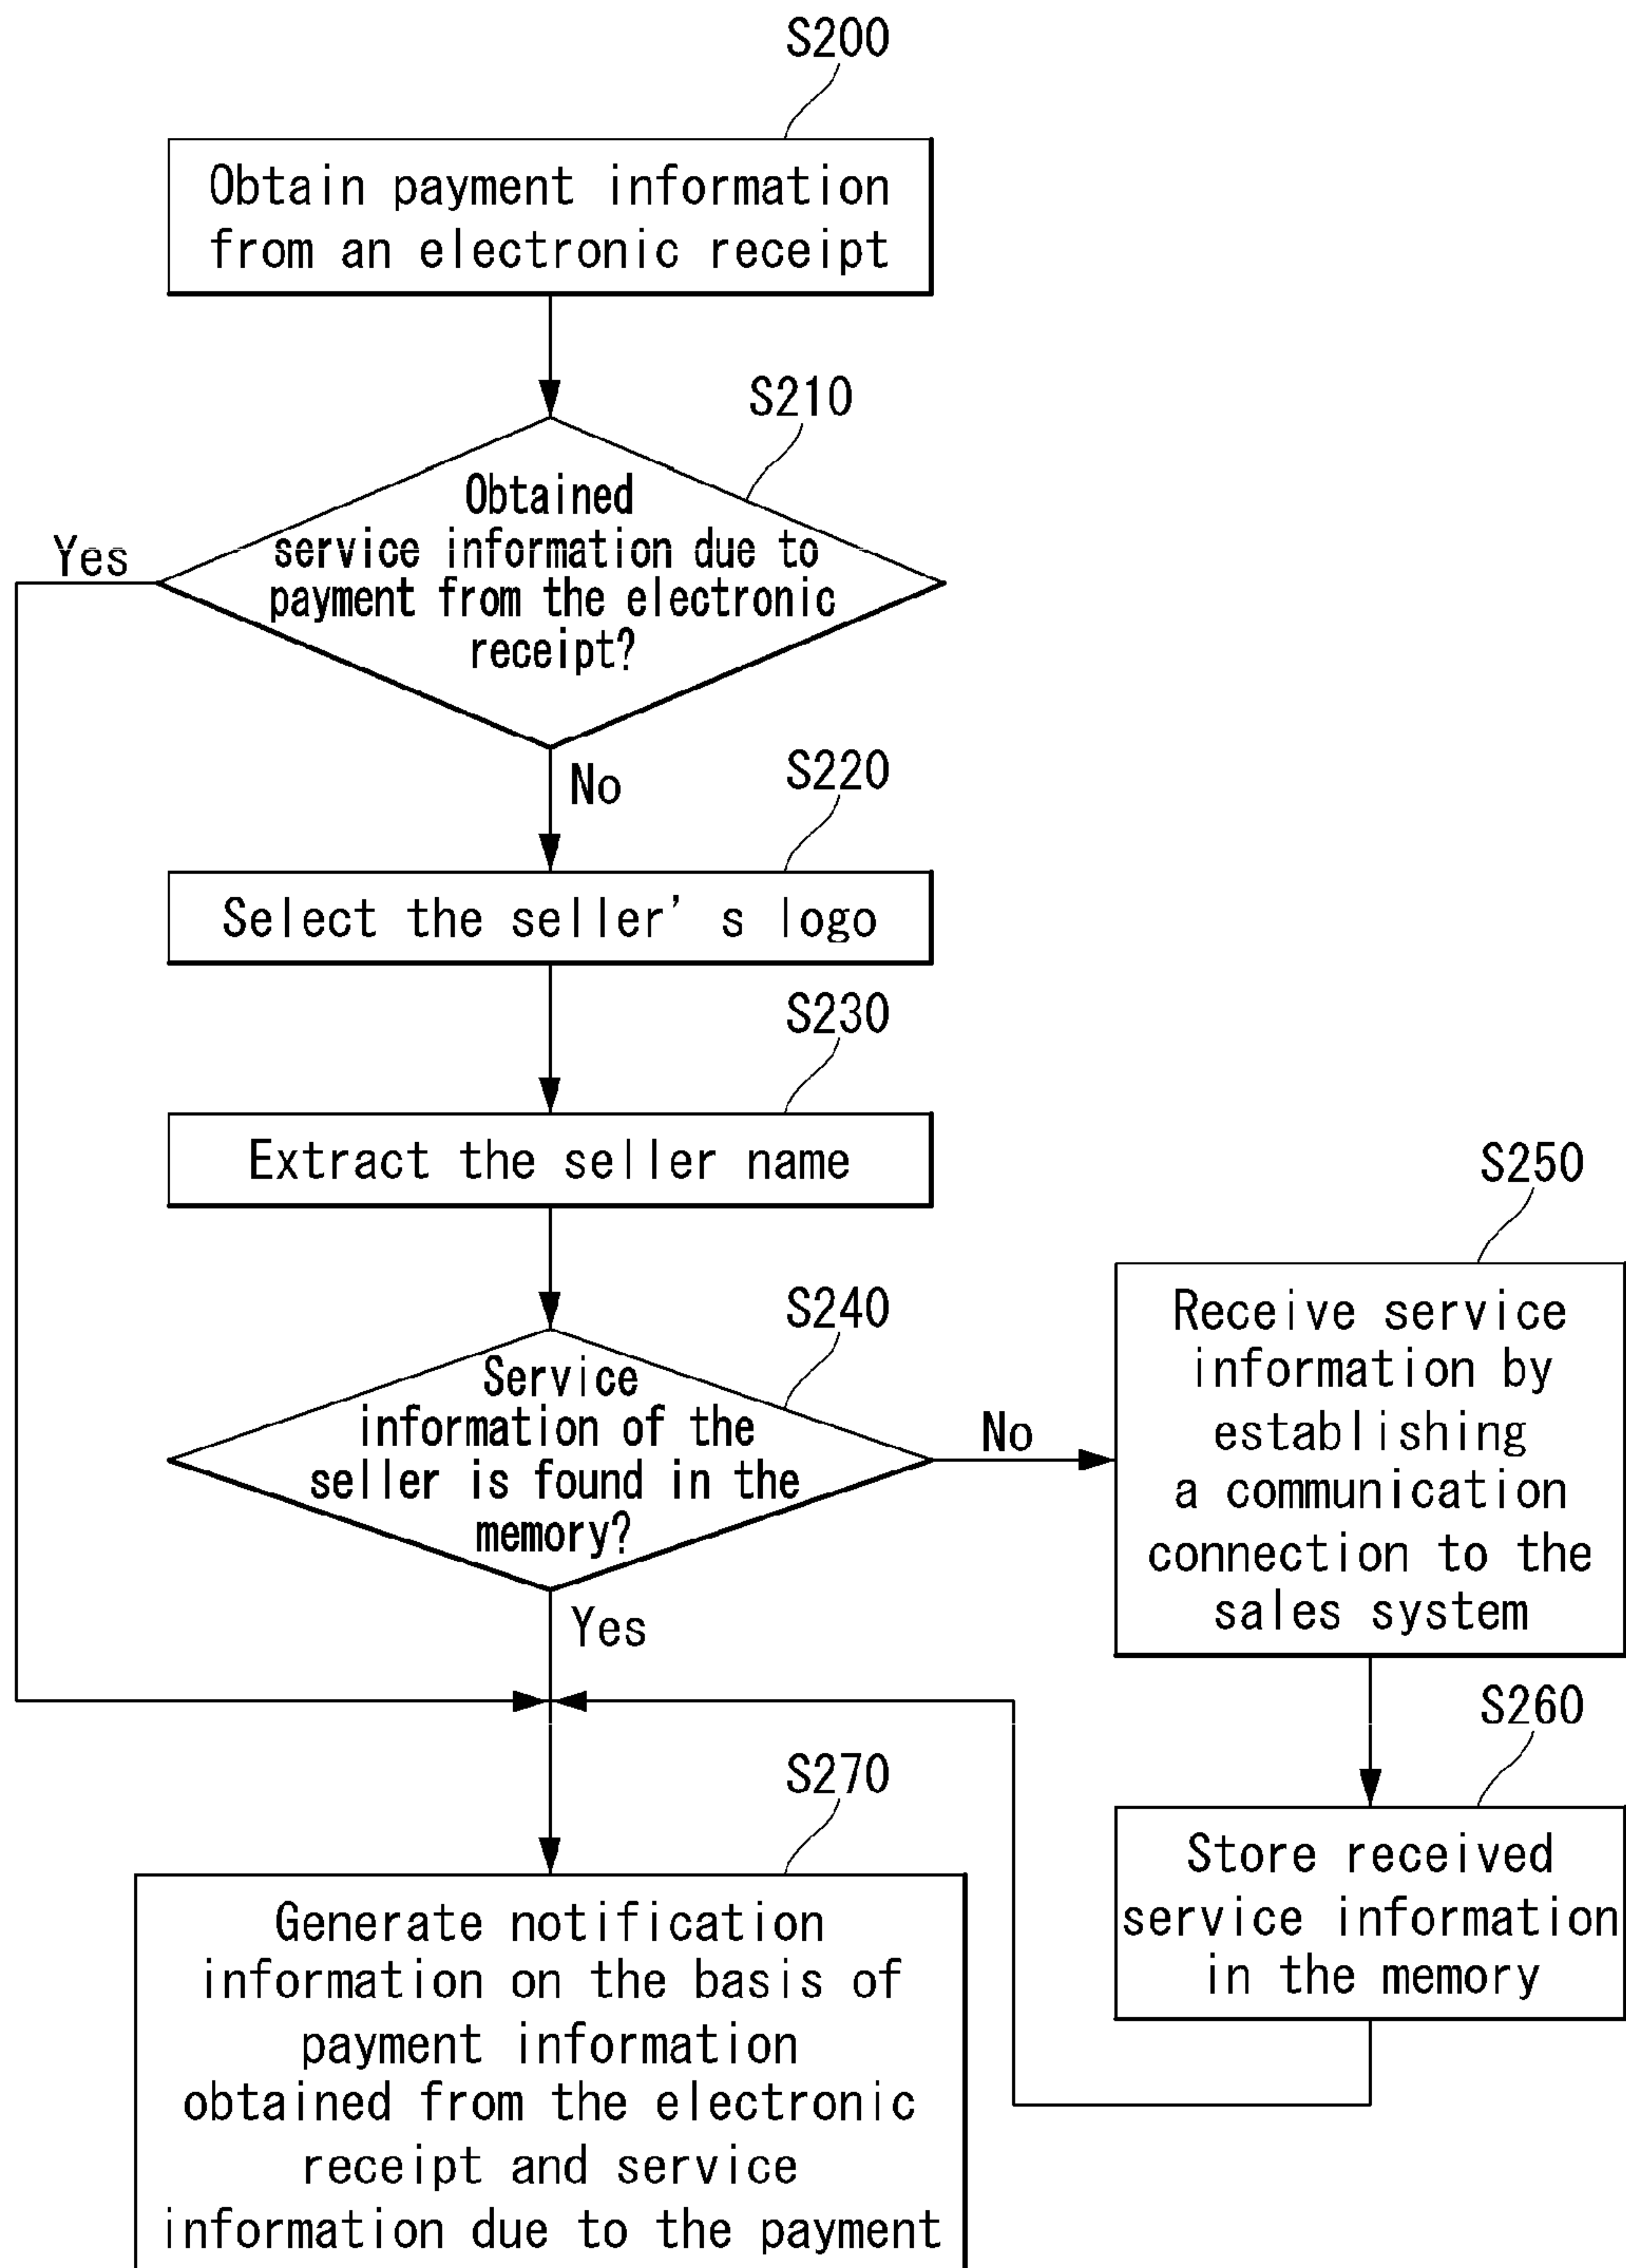 S200
Obtain payment information
from an electronic receipt
S210
Obtained
service information due to
payment from the electronic
receipt?
Yes
No
S220
Select the seller' s logo
S230
Extract the seller name
S240
Service
information of the
seller is found in the
memory?
No
Yes
S250
Receive service
information by
establishing
a communication
connection to the
sales system
S260
Store received
service information
in the memory
S270
Generate notification
information on the basis of
payment information
obtained from the electronic
receipt and service
information due to the payment